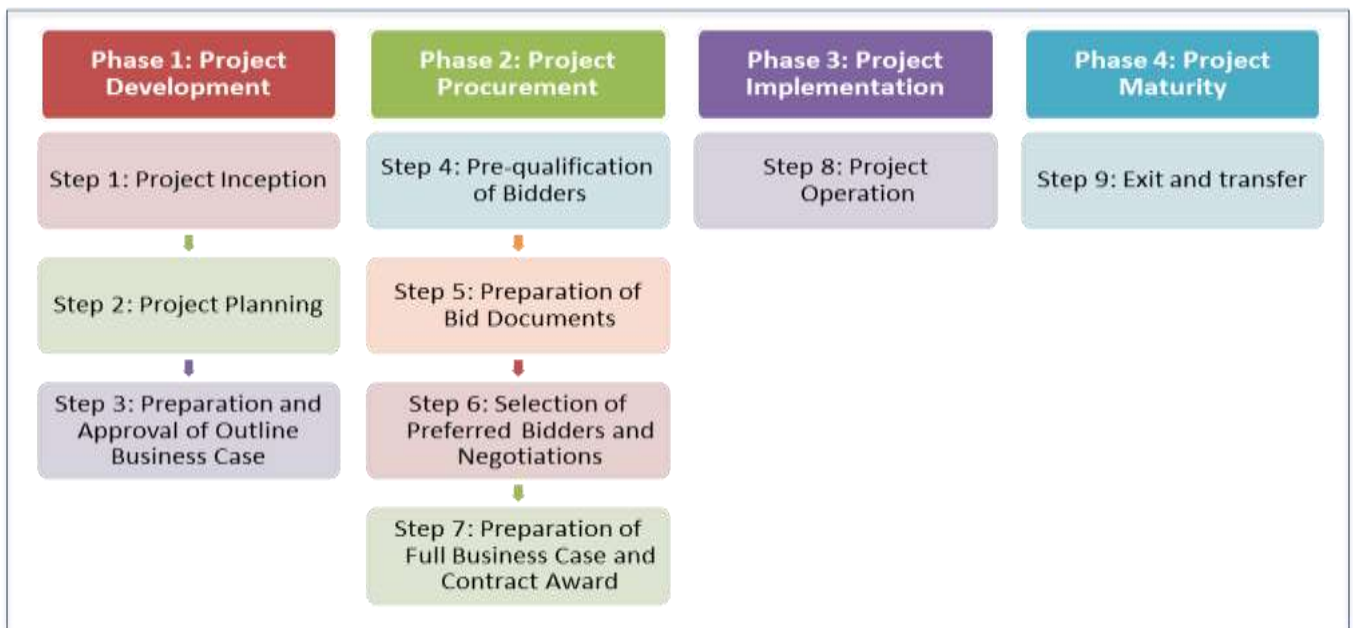 Phase 1: Project
Development
Step 1: Project Inception
Step 2: Project Planning
Step 3: Preparation and
Approval of Outline
Business Case
Phase 2: Project
Procurement
Step 4: Pre-qualification
of Bidders
Step 5: Preparation of
Bid Documents
Step 6: Selection of
Preferred Bidders and
Negotiations
Step 7: Preparation of
Full Business Case and
Contract Award
Phase 3: Project
Implementation
Step 8: Project
Operation
Phase 4: Project
Maturity
Step 9: Exit and transfer